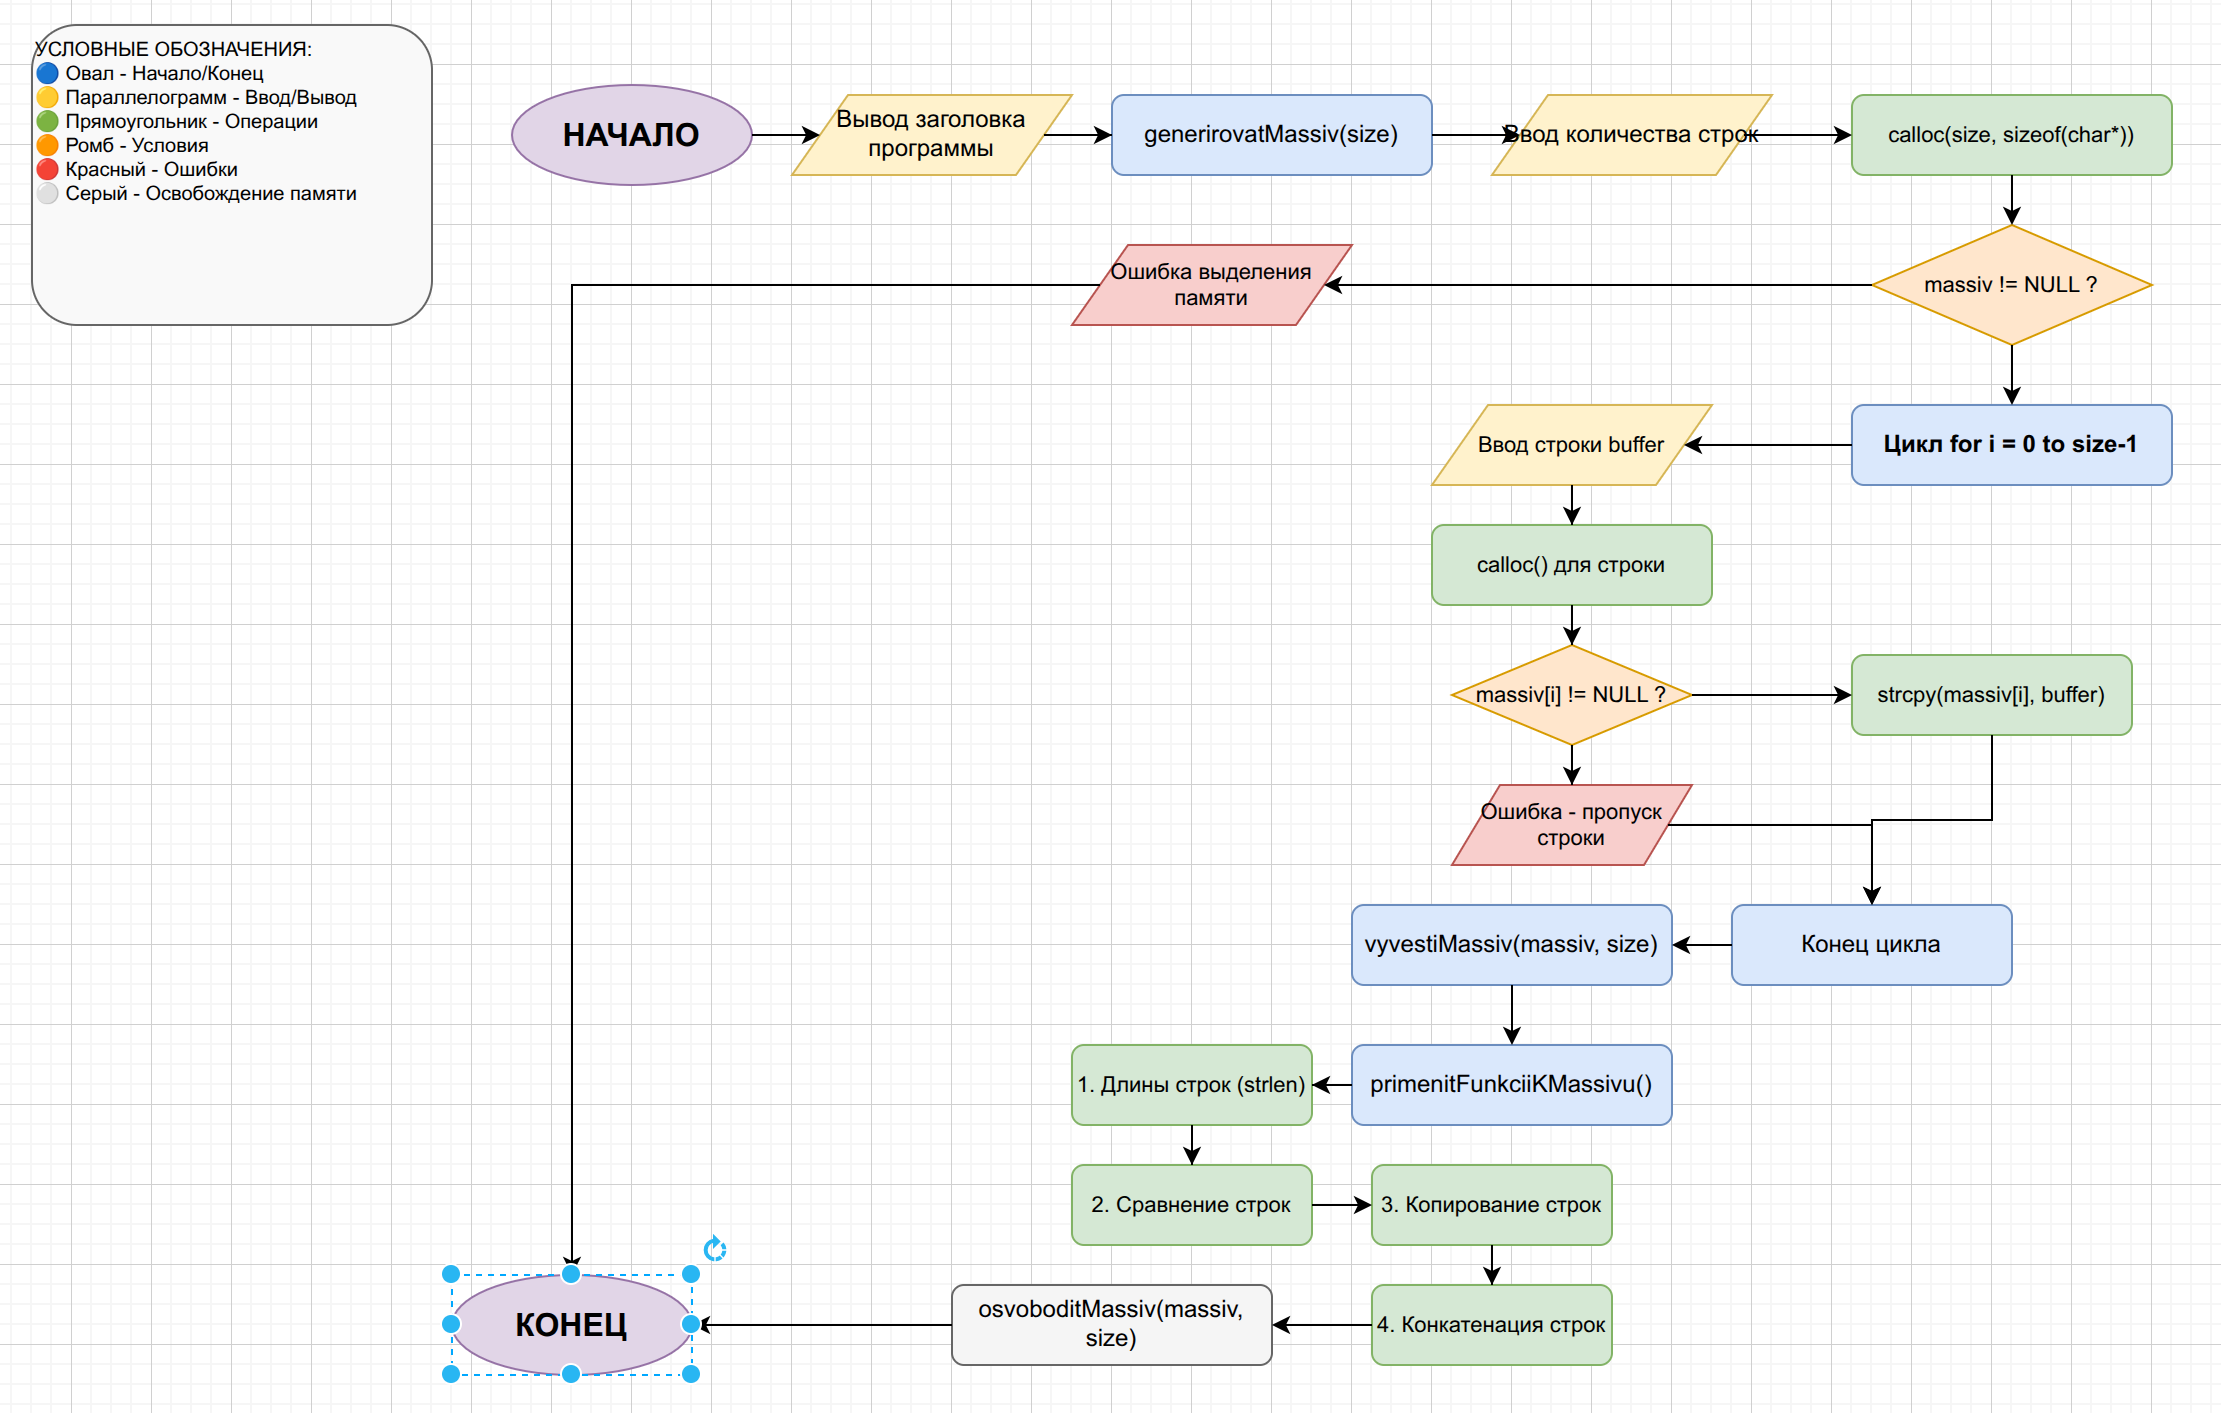 УСЛОВНЫЕ ОБОЗНАЧЕНИЯ:
Овал - Начало/Конец
Параллелограмм - Ввод/Вывод
Прямоугольник - Операции
Ромб - Условия
Красный - Ошибки
Серый - Освобождение памяти
НАЧАЛО
Вывод заголовка
программы
generirovatMassiv(size)
Ввод количества строк
calloc(size, sizeof(char*))
massiv != NULL ?
Ошибка выделения
памяти
Цикл for i = 0 to size-1
Ввод строки buffer
calloc() для строки
massiv[i] != NULL ?
strcpy(massiv[i], buffer)
Ошибка - пропуск
строки
Конец цикла
vyvestiMassiv(massiv, size)
primenitFunkciiKMassivu()
1. Длины строк (strlen)
2. Сравнение строк
3. Копирование строк
4. Конкатенация строк
osvoboditMassiv(massiv,
size)
КОНЕЦ